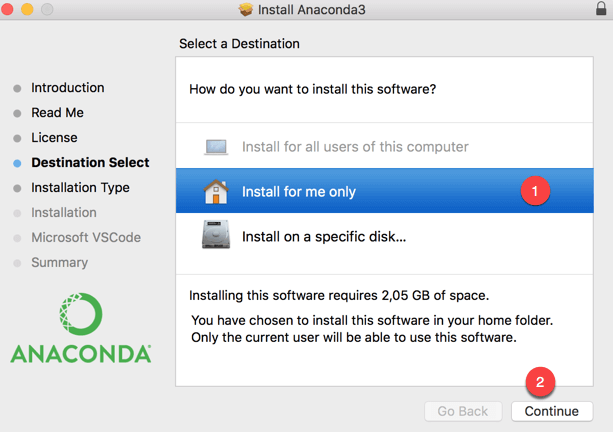 Install Anaconda3
Select a Destination
Introduction
Read Me
License
Destination Select
Installation Type
Installation
Microsoft VSCode
Summary
ANACONDA®
How do you want to install this software?
Install for all users of this computer
Install for me only
1
Install on a specific disk...
Installing this software requires 2,05 GB of space.
You have chosen to install this software in your home folder.
Only the current user will be able to use this software.
2
Go Back
Continue